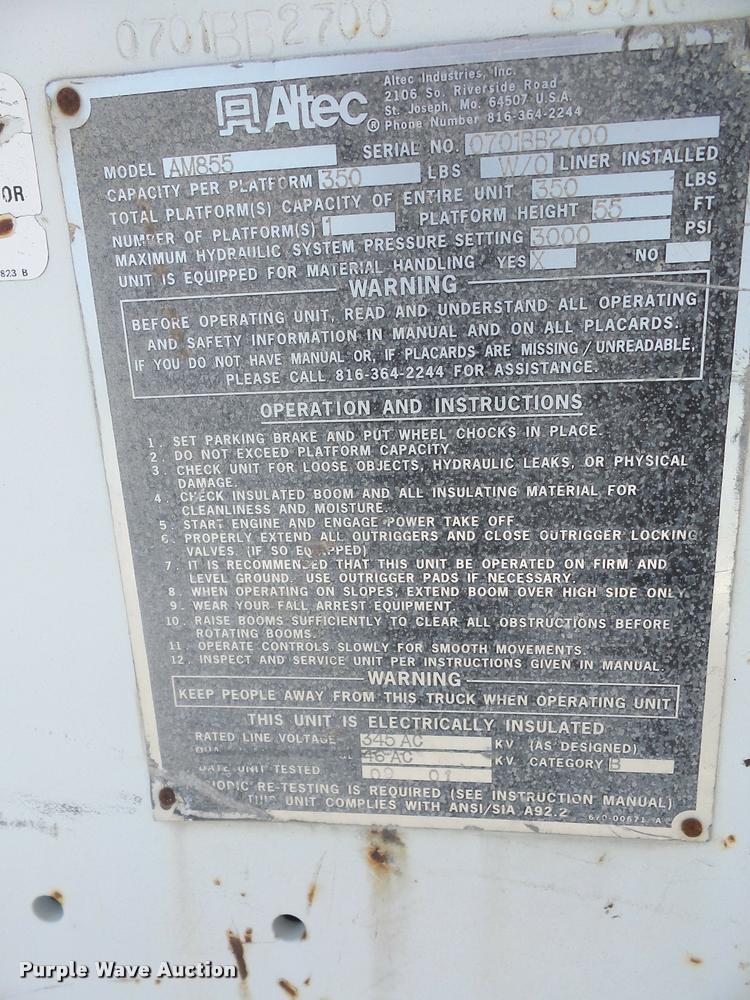 0701BB2700
Altec Industries, Inc.
2106 So. Riverside Road
St. Joseph, Mo. 64507 U.S.A.
Phone Number 816-364-2244
Altec®
MODEL AM855 SERIAL NO. 0701BB2700
CAPACITY PER PLATFORM 350 LBS W/O LINER INSTALLED
TOTAL PLATFORM(S) CAPACITY OF ENTIRE UNIT 350 LBS
NUMBER OF PLATFORM(S) 1 PLATFORM HEIGHT 55 FT
MAXIMUM HYDRAULIC SYSTEM PRESSURE SETTING 3000 PSI
UNIT IS EQUIPPED FOR MATERIAL HANDLING YES X NO
WARNING
BEFORE OPERATING UNIT, READ AND UNDERSTAND ALL OPERATING
AND SAFETY INFORMATION IN MANUAL AND ON ALL PLACARDS.
IF YOU DO NOT HAVE MANUAL OR, IF PLACARDS ARE MISSING/UNREADABLE,
PLEASE CALL 816-364-2244 FOR ASSISTANCE.
OPERATION AND INSTRUCTIONS
1. SET PARKING BRAKE AND PUT WHEEL CHOCKS IN PLACE.
2. DO NOT EXCEED PLATFORM CAPACITY.
3. CHECK UNIT FOR LOOSE OBJECTS, HYDRAULIC LEAKS, OR PHYSICAL
DAMAGE.
4. CHECK INSULATED BOOM AND ALL INSULATING MATERIAL FOR
CLEANLINESS AND MOISTURE.
5. START ENGINE AND ENGAGE POWER TAKE OFF.
6. PROPERLY EXTEND ALL OUTRIGGERS AND CLOSE OUTRIGGER LOCKING
VALVES. (IF SO EQUIPPED)
7. IT IS RECOMMENDED THAT THIS UNIT BE OPERATED ON FIRM AND
LEVEL GROUND. USE OUTRIGGER PADS IF NECESSARY.
8. WHEN OPERATING ON SLOPES, EXTEND BOOM OVER HIGH SIDE ONLY.
9. WEAR YOUR FALL ARREST EQUIPMENT.
10. RAISE BOOMS SUFFICIENTLY TO CLEAR ALL OBSTRUCTIONS BEFORE
ROTATING BOOMS.
11. OPERATE CONTROLS SLOWLY FOR SMOOTH MOVEMENTS.
12. INSPECT AND SERVICE UNIT PER INSTRUCTIONS GIVEN IN MANUAL.
WARNING
KEEP PEOPLE AWAY FROM THIS TRUCK WHEN OPERATING UNIT
THIS UNIT IS ELECTRICALLY INSULATED
RATED LINE VOLTAGE 345 AC KV (AS DESIGNED)
46 AC KV CATEGORY B
DATE UNIT TESTED 02 01
PERIODIC RE-TESTING IS REQUIRED (SEE INSTRUCTION MANUAL)
THIS UNIT COMPLIES WITH ANSI/SIA A92.2
670-00671 A
OR
823 B
Purple Wave Auction